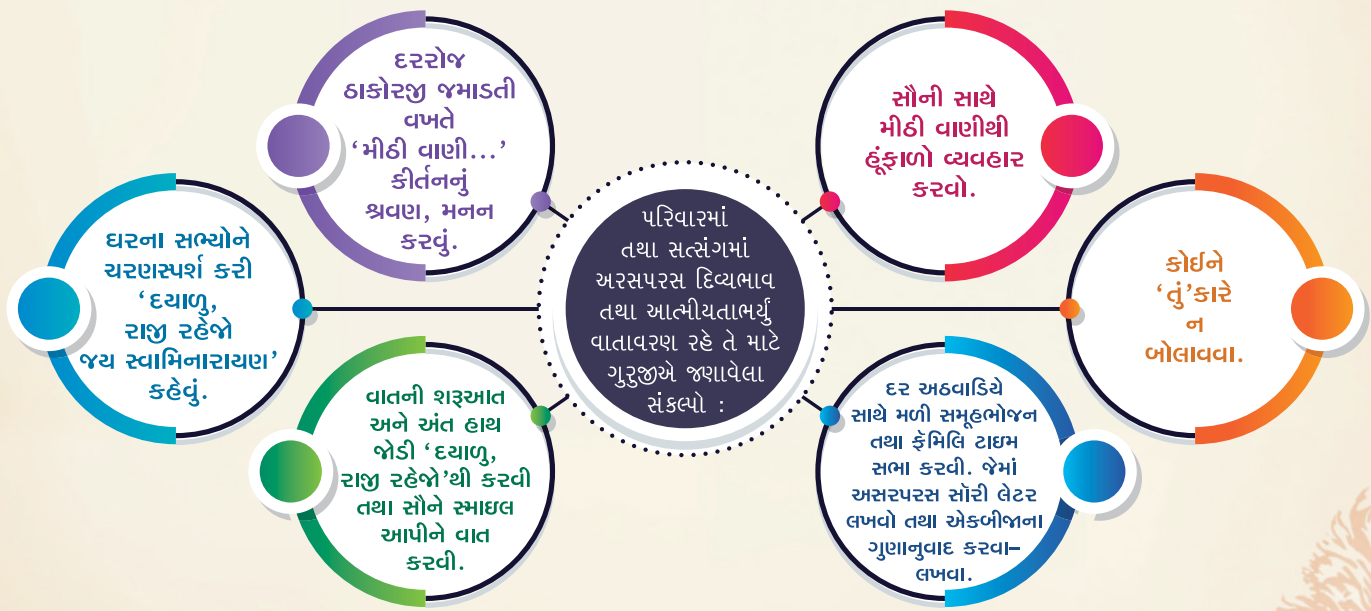 પરિવારમાં
તથા સત્સંગમાં
અરસપરસ દિવ્યભાવ
તથા આત્મીયતાભર્યું
વાતાવરણ રહે તે માટે
ગુરુજીએ જણાવેલા
સંકલ્પો :
દરરોજ
ઠાકોરજી જમાડતી
વખતે
‘મીઠી વાણી...’
કીર્તનનું
શ્રવણ, મનન
કરવું.
સૌની સાથે
મીઠી વાણીથી
હૂંફાળો વ્યવહાર
કરવો.
ઘરના સભ્યોને
ચરણસ્પર્શ કરી
‘દયાળુ,
રાજી રહેજો
જય સ્વામિનારાયણ’
કહેવું.
કોઈને
‘તું’કારે
ન
બોલાવવા.
વાતની શરૂઆત
અને અંત હાથ
જોડી ‘દયાળુ,
રાજી રહેજો’થી કરવી
તથા સૌને સ્માઇલ
આપીને વાત
કરવી.
દર અઠવાડિયે
સાથે મળી સમૂહભોજન
તથા ફૅમિલિ ટાઇમ
સભા કરવી. જેમાં
અસરપરસ સૉરી લેટર
લખવો તથા એકબીજાના
ગુણાનુવાદ કરવા–
લખવા.